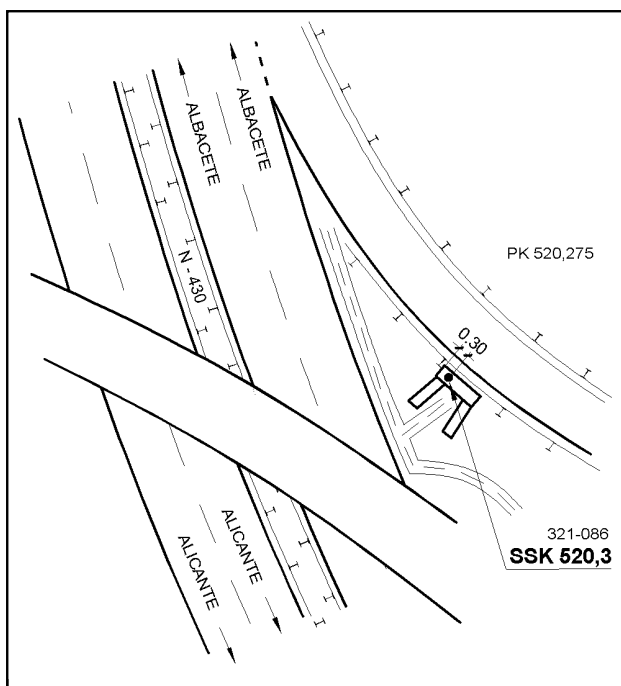 ALBACETE
ALBACETE
N - 430
PK 520,275
0.30
321-086
SSK 520,3
ALICANTE
ALICANTE